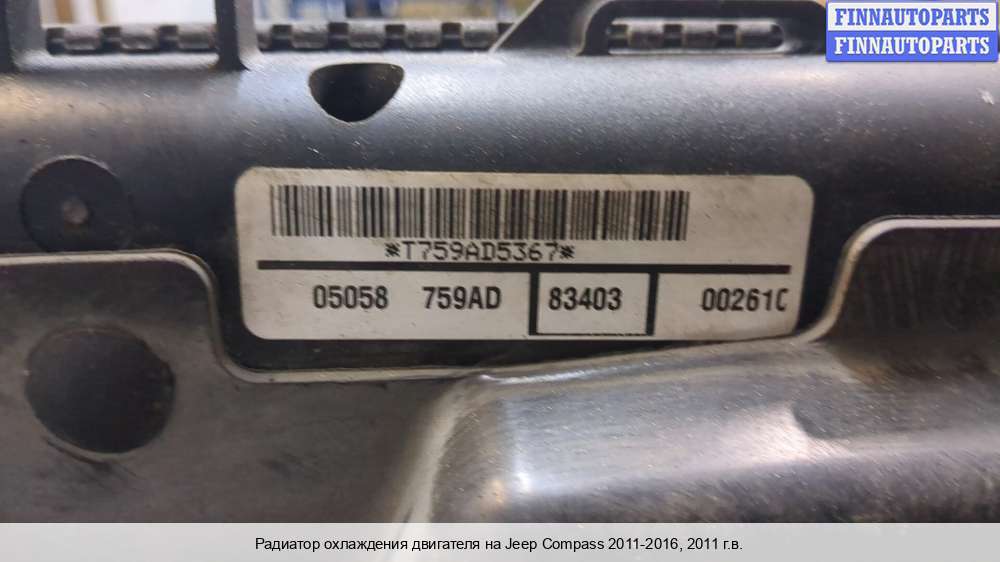 FINNAUTOPARTS
FINNAUTOPARTS
*T759AD5367*
05058 759AD 83403 00261C
Радиатор охлаждения двигателя на Jeep Compass 2011-2016, 2011 г.в.